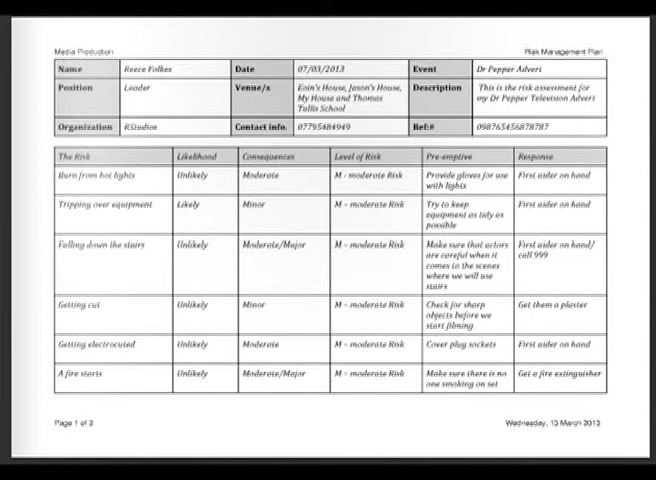 Media Production Risk Management Plan
Name Reece Folkes Date 07/03/2013 Event Dr Pepper Advert
Position Leader Venue/s Eoin's House, Jason's House, Description This is the risk assessment for
My House and Thomas my Dr Pepper Television Advert
Tallis School
Organization RStudios Contact info. 07795484949 Ref:# 098765456878787
The Risk Likelihood Consequences Level of Risk Pre-emptive Response
Burn from hot lights Unlikely Moderate M - moderate Risk Provide gloves for use First aider on hand
with lights
Tripping over equipment Likely Minor M - moderate Risk Try to keep First aider on hand
equipment as tidy as
possible
Falling down the stairs Unlikely Moderate/Major M - moderate Risk Make sure that actors First aider on hand/
are careful when it call 999
comes to the scenes
where we will use
stairs
Getting cut Unlikely Minor M - moderate Risk Check for sharp Get them a plaster
objects before we
start filming
Getting electrocuted Unlikely Moderate M - moderate Risk Cover plug sockets First aider on hand
A fire starts Unlikely Moderate/Major M - moderate Risk Make sure there is no Get a fire extinguisher
one smoking on set
Page 1 of 2 Wednesday, 13 March 2013